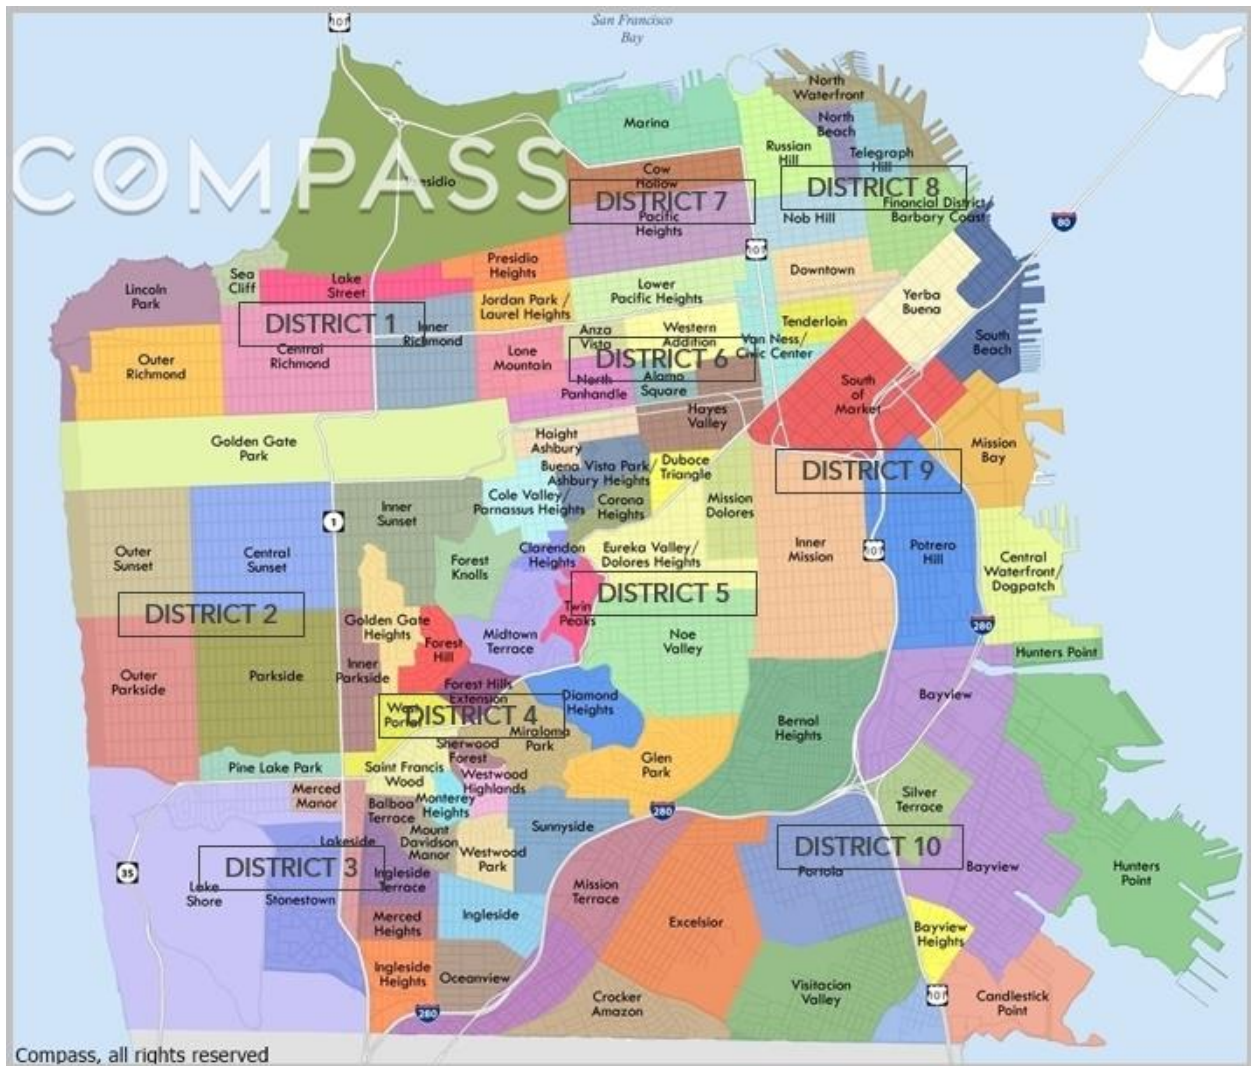 San Francisco
Bay
101
COMPASS
Presidio
Marina
North
Waterfront
North
Beach
Russian
Hill
Telegraph
Hill
Cow
Hollow
DISTRICT 7
Pacific
Heights
DISTRICT 8
Nob Hill
Financial District/
Barbary Coast
80
101
Lincoln
Park
Sea
Cliff
Lake
Street
Presidio
Heights
Lower
Pacific Heights
Downtown
Yerba
Buena
Jordan Park /
Laurel Heights
DISTRICT 1
Inner
Richmond
Central
Richmond
Outer
Richmond
Lone
Mountain
Anza
Vista
Western
Addition
Tenderloin
Van Ness/
Civic Center
South
Beach
DISTRICT 6
North
Panhandle
Alamo
Square
Hayes
Valley
South
of
Market
Golden Gate
Park
Haight
Ashbury
Buena Vista Park/
Ashbury Heights
Duboce
Triangle
DISTRICT 9
Mission
Bay
Cole Valley/
Parnassus Heights
Corona
Heights
Mission
Dolores
Inner
Sunset
1
Outer
Sunset
Central
Sunset
Forest
Knolls
Clarendon
Heights
Eureka Valley/
Dolores Heights
Inner
Mission
101
Potrero
Hill
Central
Waterfront/
Dogpatch
DISTRICT 2
DISTRICT 5
Twin
Peaks
Golden Gate
Heights
Forest
Hill
Midtown
Terrace
Noe
Valley
280
Hunters Point
Outer
Parkside
Parkside
Inner
Parkside
Forest Hills
Extension
Diamond
Heights
Bayview
West
Portal
DISTRICT 4
Miraloma
Park
Bernal
Heights
Sherwood
Forest
Glen
Park
Pine Lake Park
Saint Francis
Wood
Westwood
Highlands
Merced
Manor
Balboa
Terrace
Monterey
Heights
280
Silver
Terrace
Lakeside
Mount
Davidson
Manor
Sunnyside
Westwood
Park
DISTRICT 3
DISTRICT 10
35
Lake
Shore
Stonestown
Ingleside
Terrace
Mission
Terrace
Portola
Bayview
Hunters
Point
Merced
Heights
Ingleside
Excelsior
Bayview
Heights
Ingleside
Heights
Oceanview
Crocker
Amazon
Visitacion
Valley
101
Candlestick
Point
280
Compass, all rights reserved